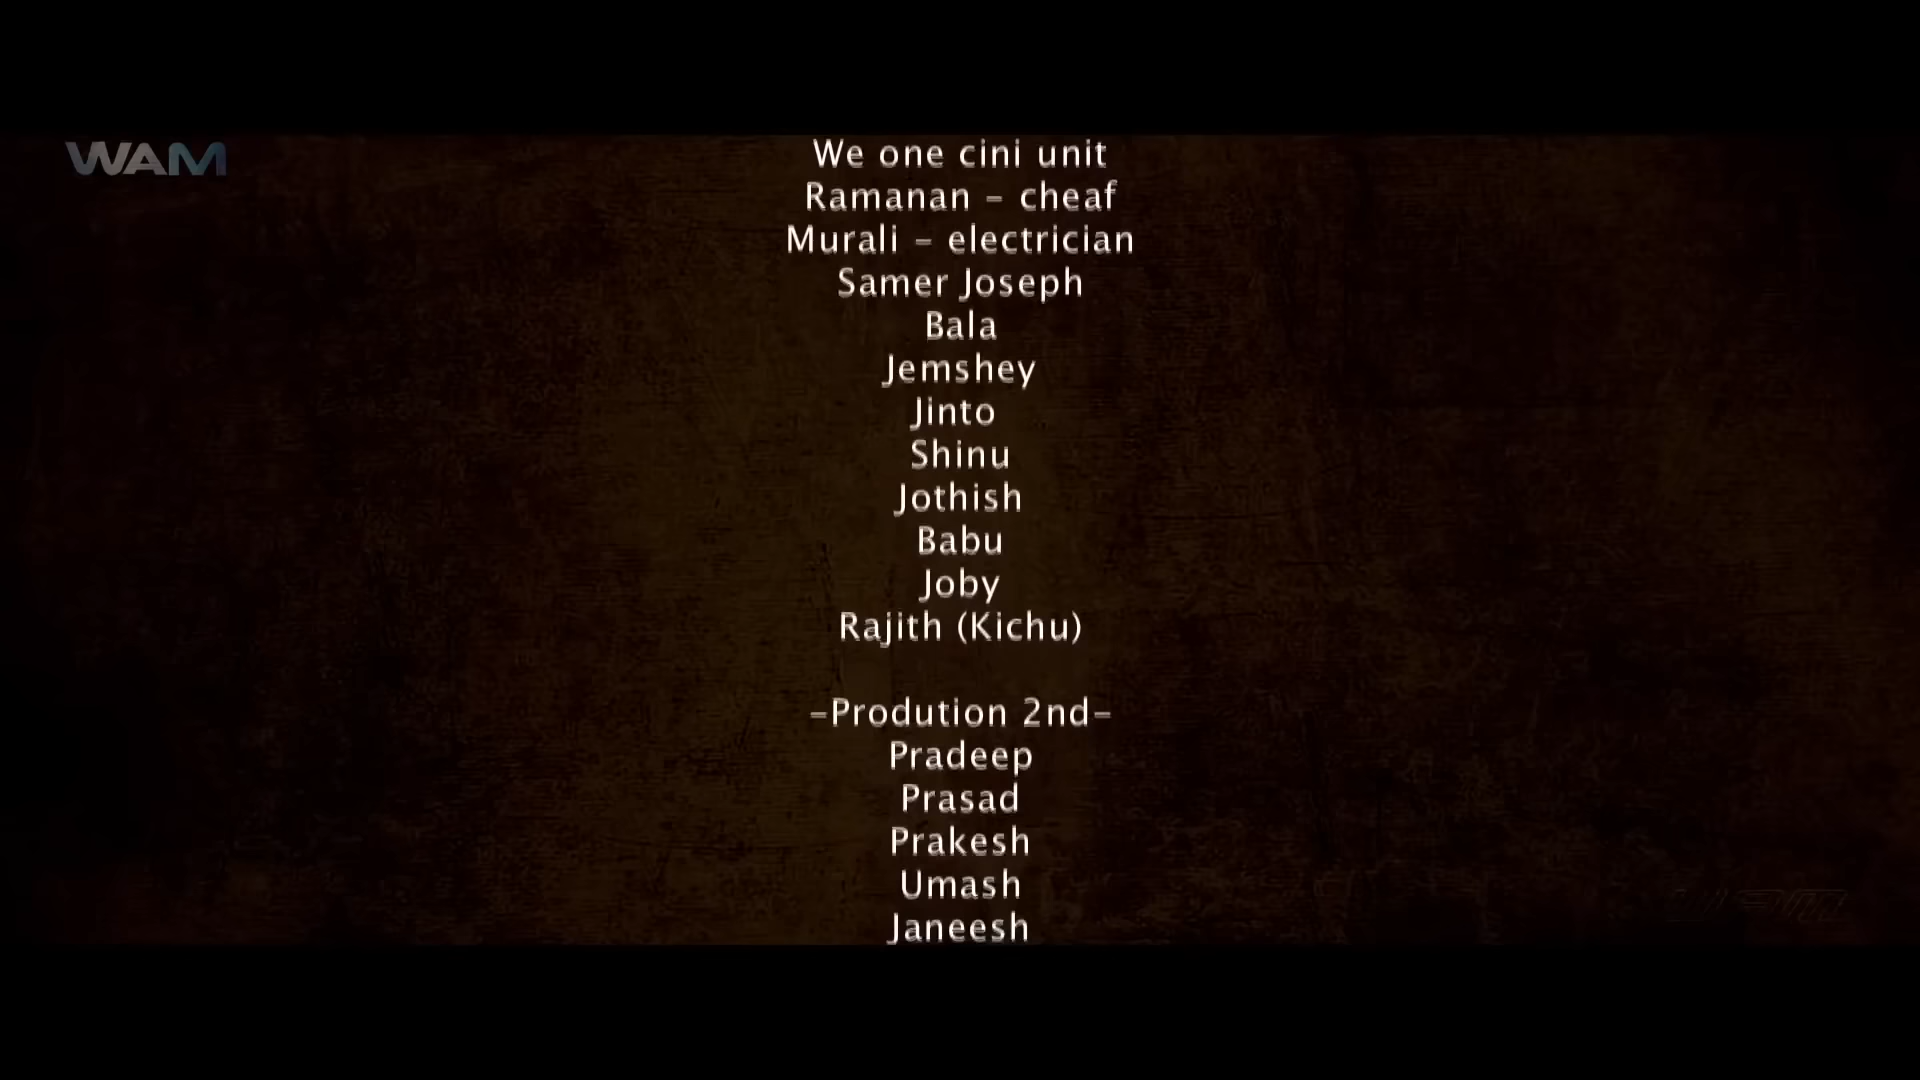 WAM
We one cini unit
Ramanan - cheaf
Murali - electrician
Samer Joseph
Bala
Jemshey
Jinto
Shinu
Jothish
Babu
Joby
Rajith (Kichu)
-Prodution 2nd-
Pradeep
Prasad
Prakesh
Umash
Janeesh